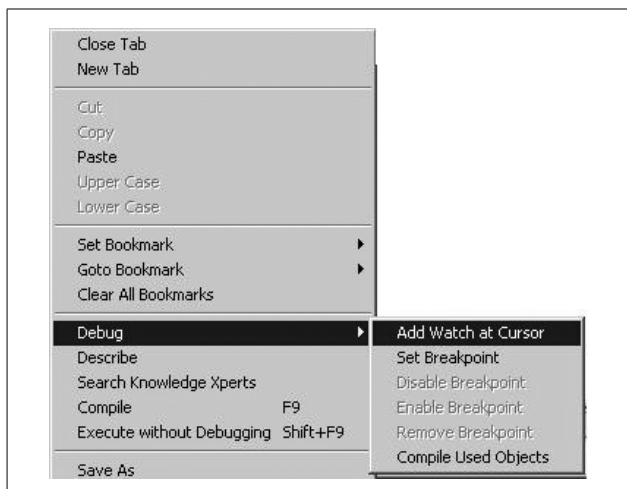 Close Tab
New Tab
Cut
Copy
Paste
Upper Case
Lower Case
Set Bookmark
Goto Bookmark
Clear All Bookmarks
Debug
Describe
Search Knowledge Xperts
Compile F9
Execute without Debugging Shift+F9
Save As
Add Watch at Cursor
Set Breakpoint
Disable Breakpoint
Enable Breakpoint
Remove Breakpoint
Compile Used Objects